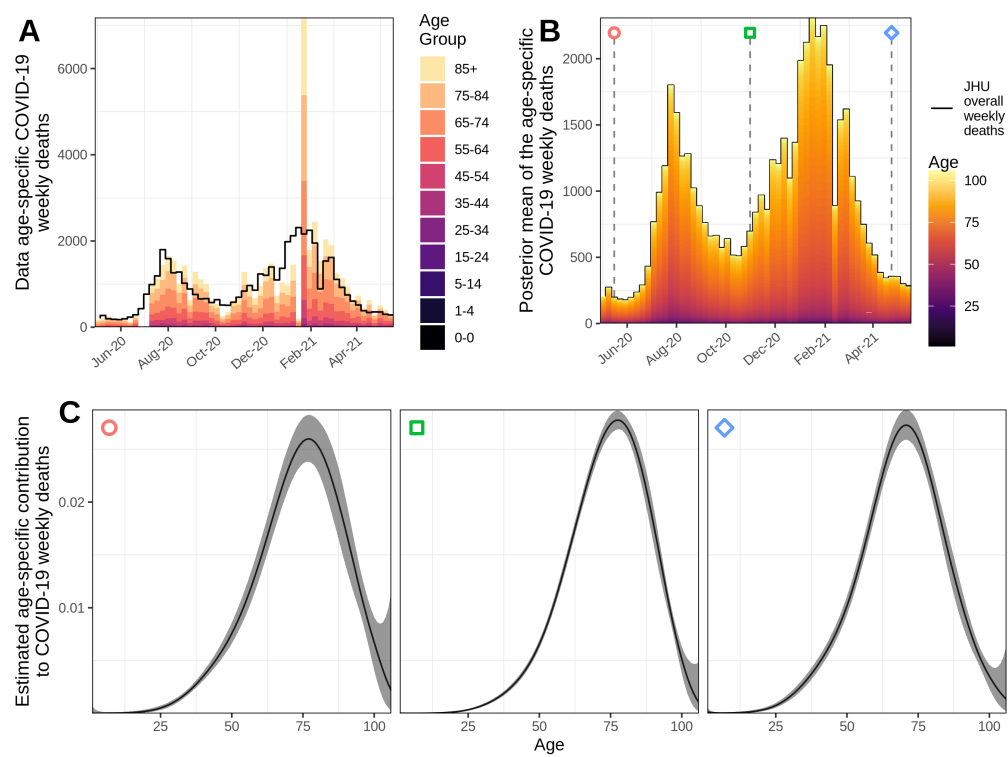 A
Data age-specific COVID-19
weekly deaths
6000
4000
2000
0
Jun-20
Aug-20
Oct-20
Dec-20
Feb-21
Apr-21
Age
Group
85+
75-84
65-74
55-64
45-54
35-44
25-34
15-24
5-14
1-4
0-0
B
Posterior mean of the age-specific
COVID-19 weekly deaths
2000
1500
1000
500
0
Jun-20
Aug-20
Oct-20
Dec-20
Feb-21
Apr-21
JHU
overall
weekly
deaths
Age
100
75
50
25
C
Estimated age-specific contribution
to COVID-19 weekly deaths
0.02
0.01
25
50
75
100
25
50
75
100
25
50
75
100
Age